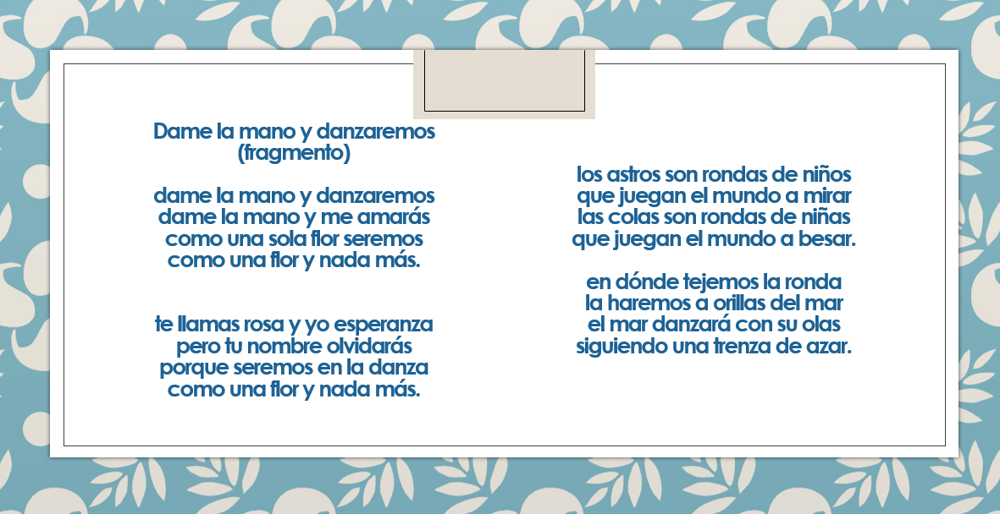 Dame la mano y danzaremos
(fragmento)
dame la mano y danzaremos
dame la mano y me amarás
como una sola flor seremos
como una flor y nada más.
te llamas rosa y yo esperanza
pero tu nombre olvidarás
porque seremos en la danza
como una flor y nada más.
los astros son rondas de niños
que juegan el mundo a mirar
las colas son rondas de niñas
que juegan el mundo a besar.
en dónde tejemos la ronda
la haremos a orillas del mar
el mar danzará con su olas
siguiendo una trenza de azar.